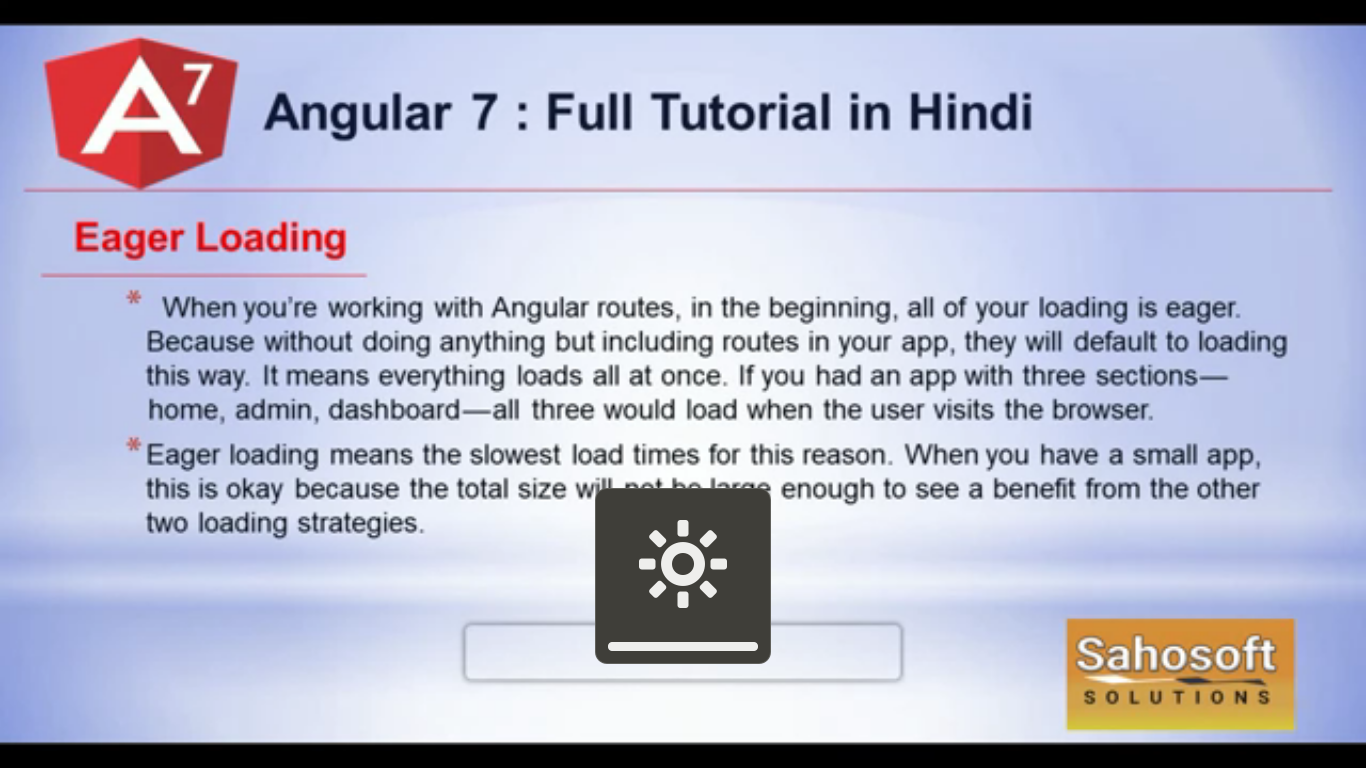 A7
Angular 7 : Full Tutorial in Hindi
Eager Loading
* When you’re working with Angular routes, in the beginning, all of your loading is eager.
Because without doing anything but including routes in your app, they will default to loading
this way. It means everything loads all at once. If you had an app with three sections—
home, admin, dashboard—all three would load when the user visits the browser.
* Eager loading means the slowest load times for this reason. When you have a small app,
this is okay because the total size will not be large enough to see a benefit from the other
two loading strategies.
Sahosoft
SOLUTIONS